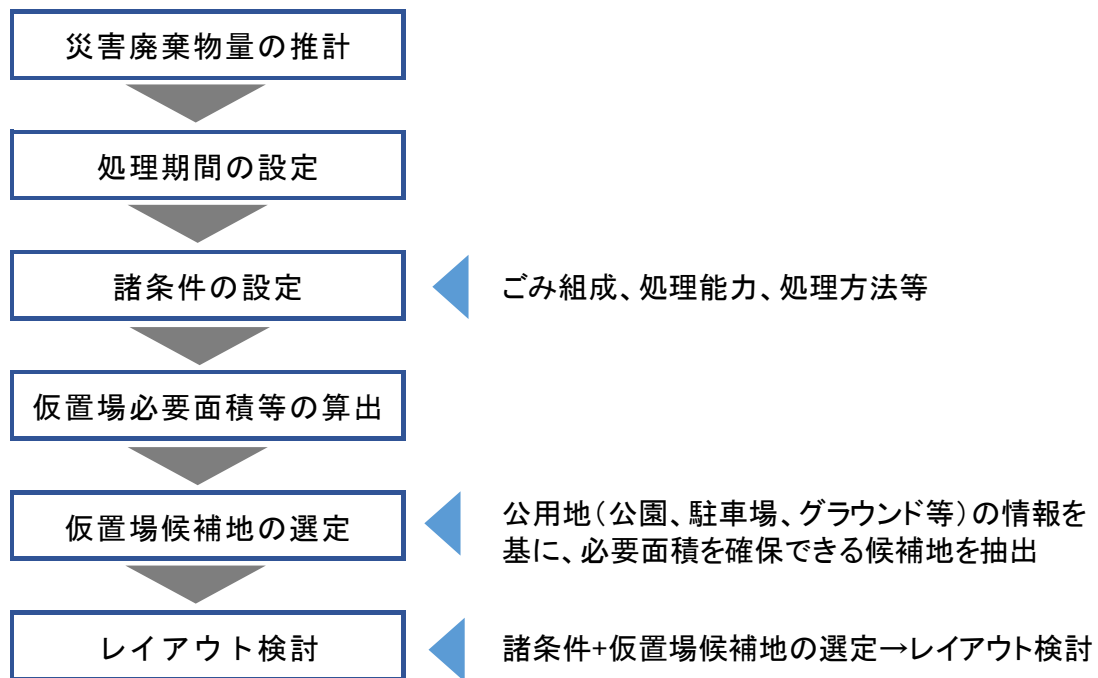 災害廃棄物量の推計
処理期間の設定
諸条件の設定
ごみ組成、処理能力、処理方法等
仮置場必要面積等の算出
仮置場候補地の選定
公用地（公園、駐車場、グラウンド等）の情報を
基に、必要面積を確保できる候補地を抽出
レイアウト検討
諸条件+仮置場候補地の選定→レイアウト検討